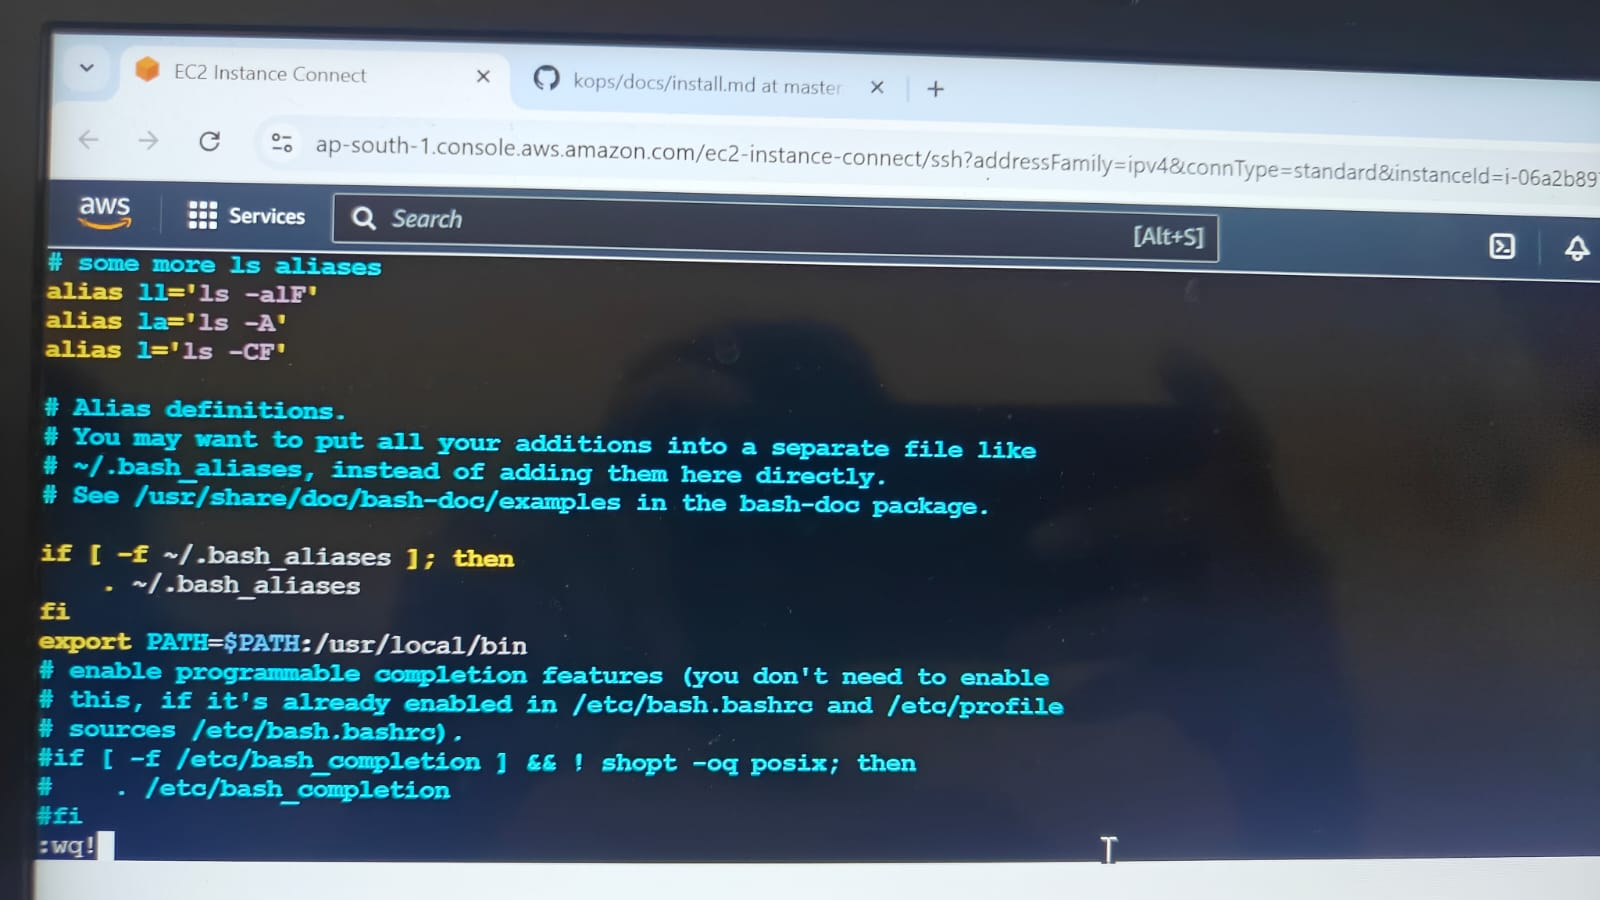 EC2 Instance Connect
kops/docs/install.md at master
ap-south-1.console.aws.amazon.com/ec2-instance-connect/ssh?addressFamily=ipv4&connType=standard&instanceId=i-06a2b89
aws Services Search [Alt+S]
# some more ls aliases
alias ll='ls -alF'
alias la='ls -A'
alias l='ls -CF'
# Alias definitions.
# You may want to put all your additions into a separate file like
# ~/.bash_aliases, instead of adding them here directly.
# See /usr/share/doc/bash-doc/examples in the bash-doc package.
if [ -f ~/.bash_aliases ]; then
    . ~/.bash_aliases
fi
export PATH=$PATH:/usr/local/bin
# enable programmable completion features (you don't need to enable
# this, if it's already enabled in /etc/bash.bashrc and /etc/profile
# sources /etc/bash.bashrc).
#if [ -f /etc/bash_completion ] && ! shopt -oq posix; then
#    . /etc/bash_completion
#fi
:wq!